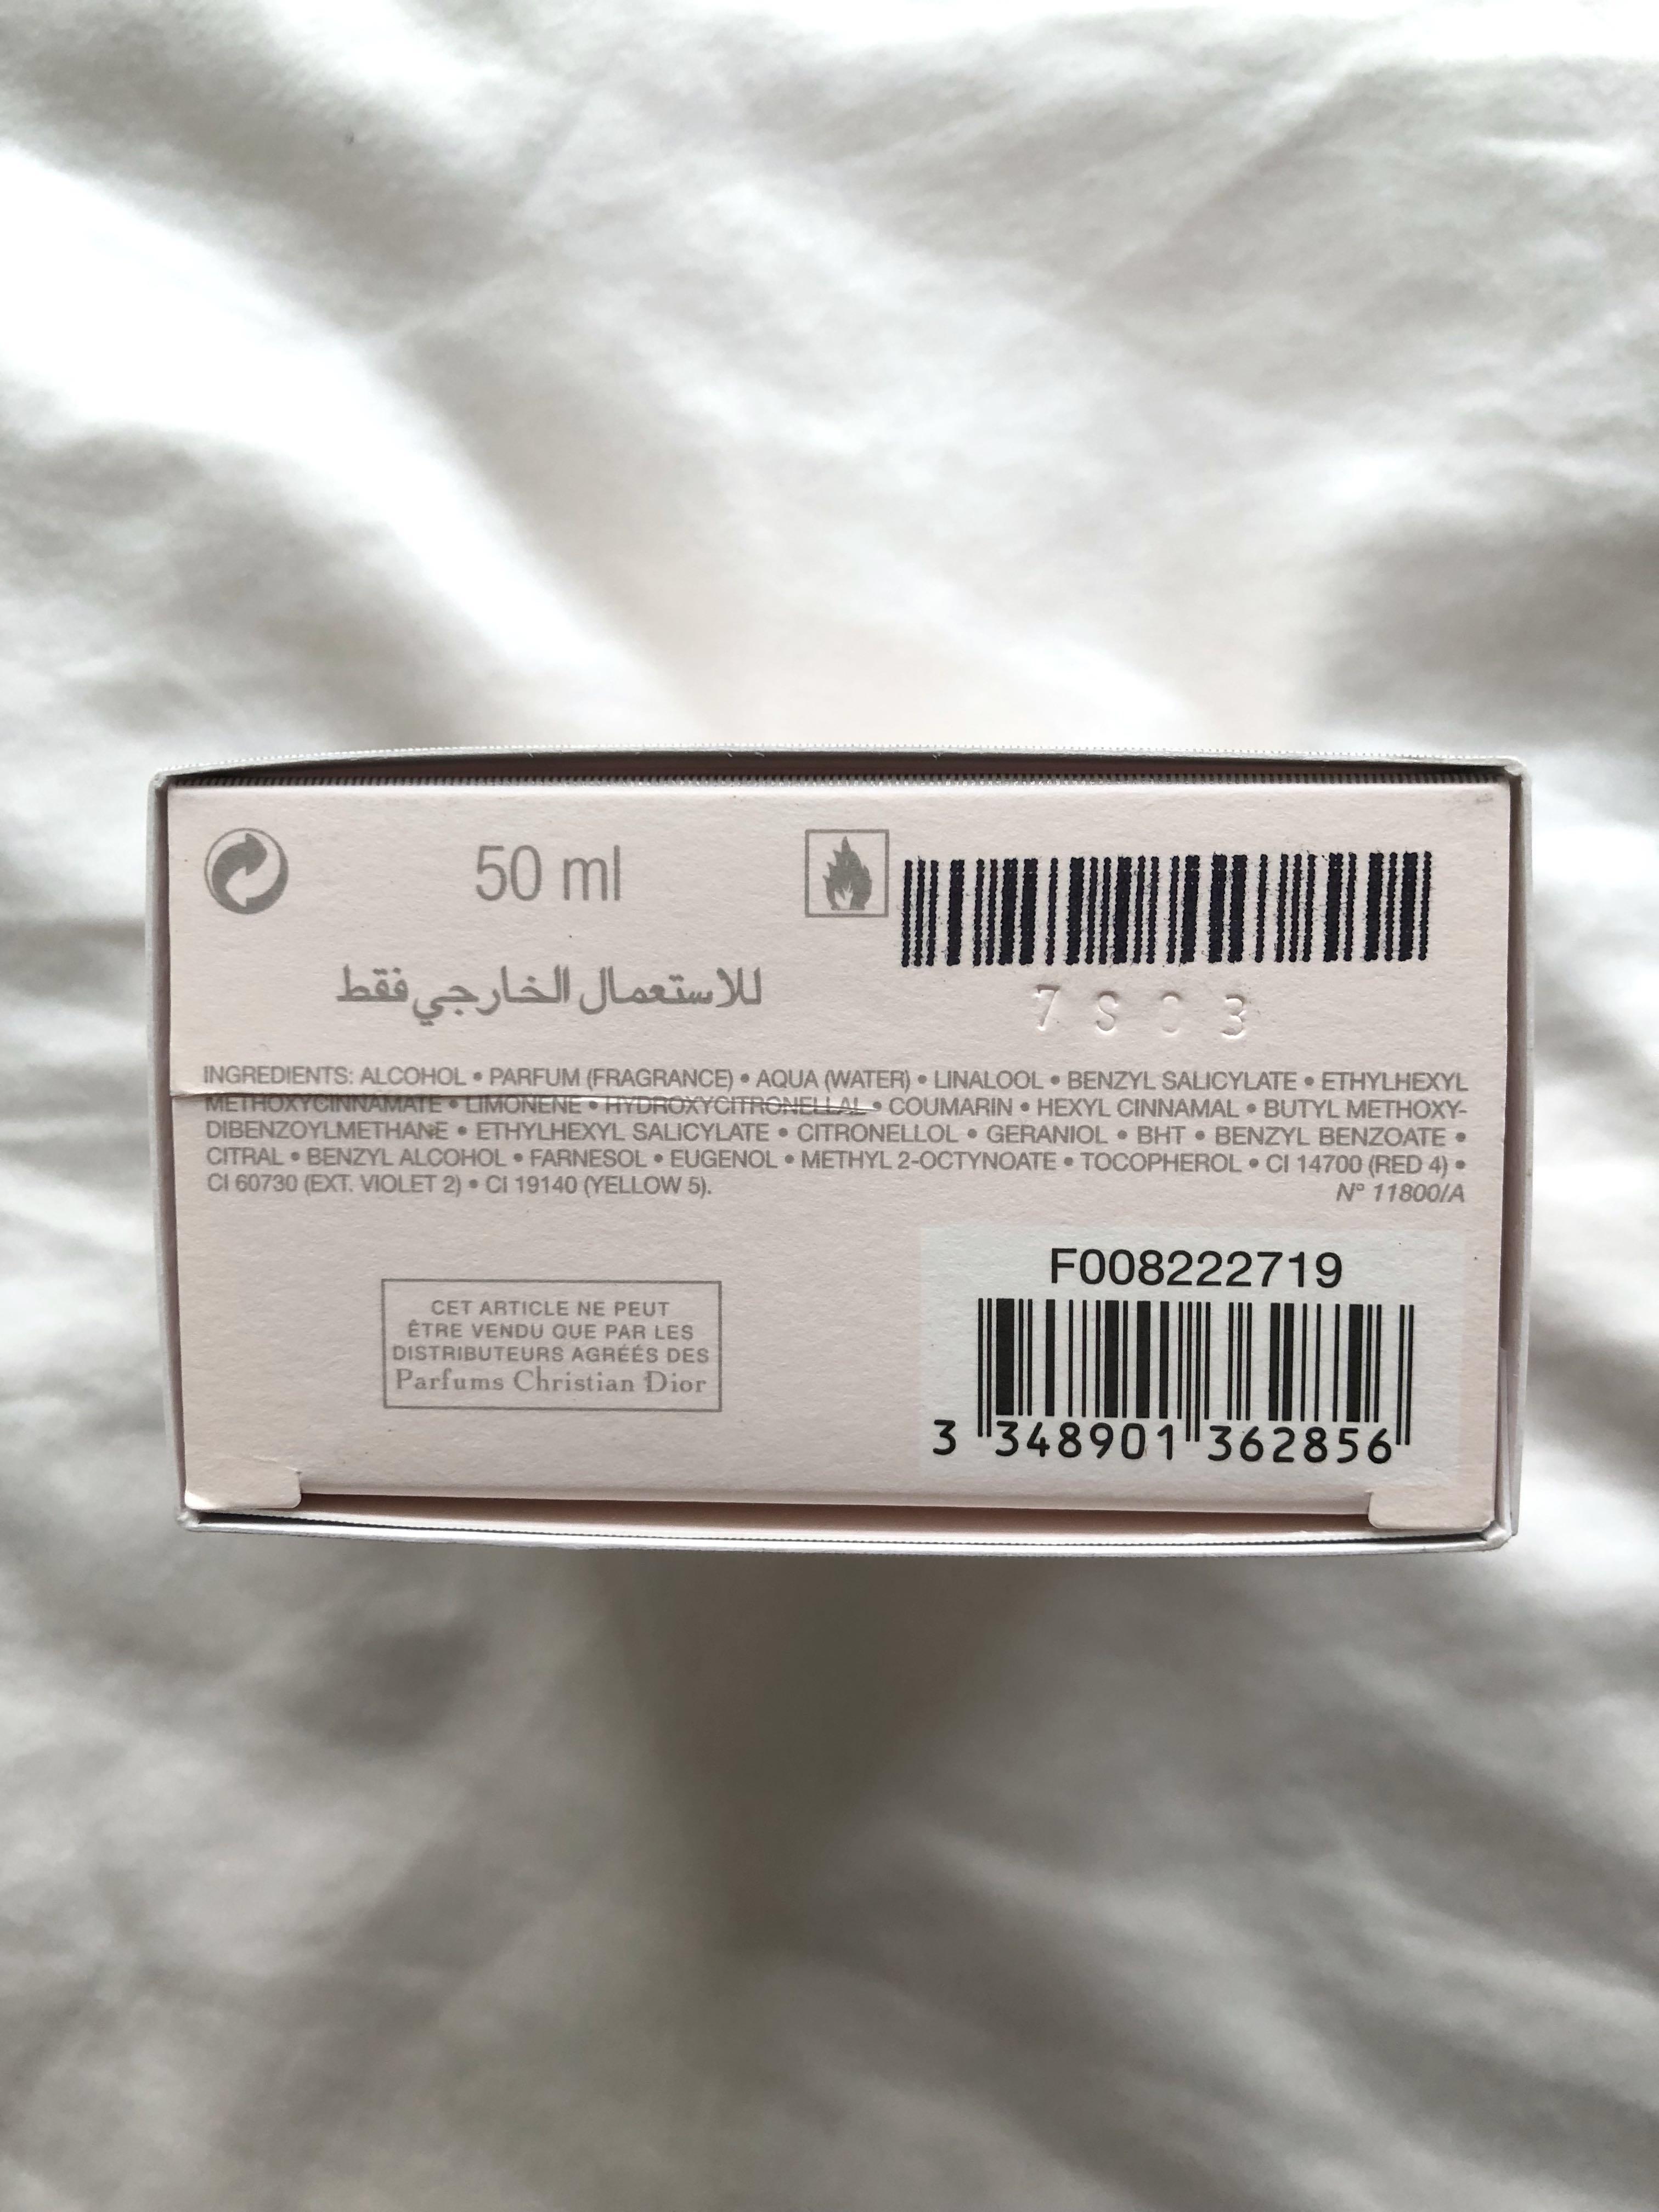 50 ml
للاستعمال الخارجي فقط
INGREDIENTS: ALCOHOL • PARFUM (FRAGRANCE) • AQUA (WATER) • LINALOOL • BENZYL SALICYLATE • ETHYLHEXYL
METHOXYCINNAMATE • LIMONENE • HYDROXYCITRONELLAL • COUMARIN • HEXYL CINNAMAL • BUTYL METHOXY-
DIBENZOYLMETHANE • ETHYLHEXYL SALICYLATE • CITRONELLOL • GERANIOL • BHT • BENZYL BENZOATE •
CITRAL • BENZYL ALCOHOL • FARNESOL • EUGENOL • METHYL 2-OCTYNOATE • TOCOPHEROL • CI 14700 (RED 4) •
CI 60730 (EXT. VIOLET 2) • CI 19140 (YELLOW 5).
N° 11800/A
CET ARTICLE NE PEUT
ÊTRE VENDU QUE PAR LES
DISTRIBUTEURS AGRÉÉS DES
Parfums Christian Dior
F008222719
3 348901 362856